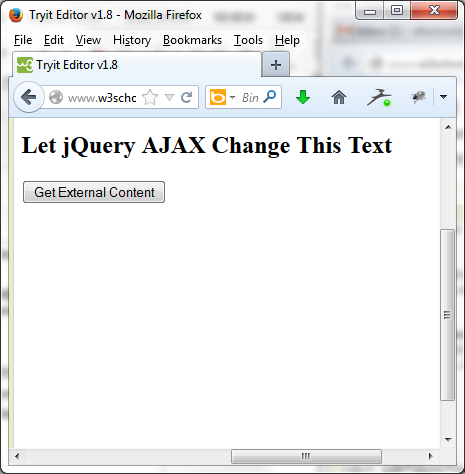 Tryit Editor v1.8 - Mozilla Firefox
File Edit View History Bookmarks Tools Help
Tryit Editor v1.8
www.w3scho Bin
Let jQuery AJAX Change This Text
Get External Content